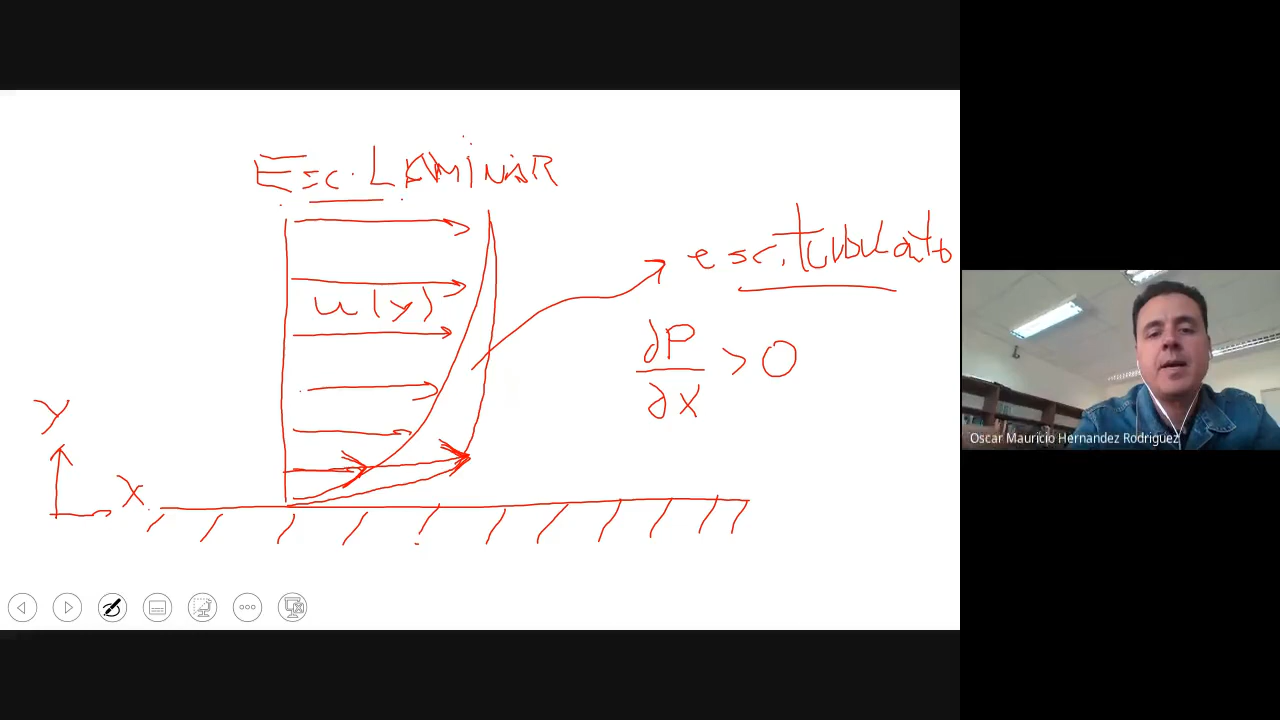 Esc. LAMiNAR
esc. turbulento
u(y)
∂P/∂X > 0
Y
X
Oscar Mauricio Hernandez Rodriguez